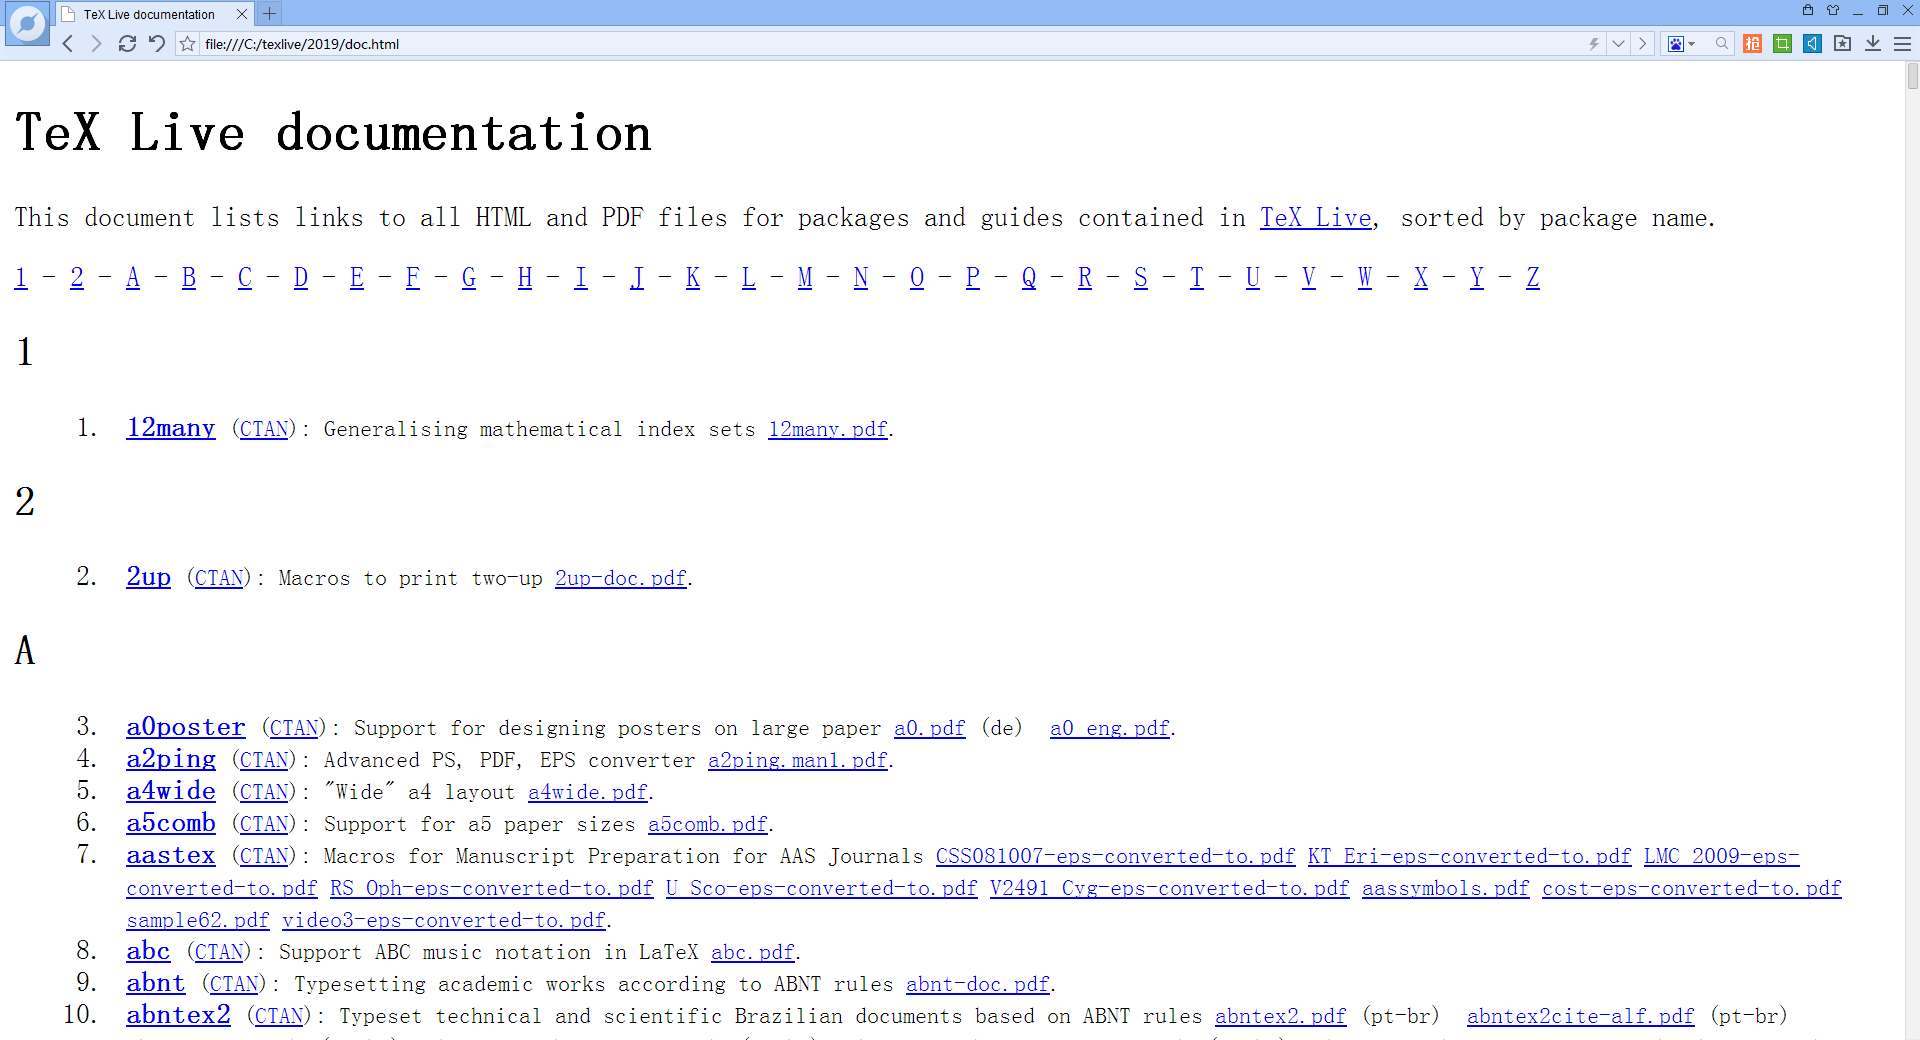 TeX Live documentation
file:///C:/texlive/2019/doc.html
抢
TeX Live documentation
This document lists links to all HTML and PDF files for packages and guides contained in TeX Live, sorted by package name.
1 - 2 - A - B - C - D - E - F - G - H - I - J - K - L - M - N - O - P - Q - R - S - T - U - V - W - X - Y - Z
1
1. 12many (CTAN): Generalising mathematical index sets 12many.pdf.
2
2. 2up (CTAN): Macros to print two-up 2up-doc.pdf.
A
3. a0poster (CTAN): Support for designing posters on large paper a0.pdf (de) a0_eng.pdf.
4. a2ping (CTAN): Advanced PS, PDF, EPS converter a2ping.man1.pdf.
5. a4wide (CTAN): "Wide" a4 layout a4wide.pdf.
6. a5comb (CTAN): Support for a5 paper sizes a5comb.pdf.
7. aastex (CTAN): Macros for Manuscript Preparation for AAS Journals CSS081007-eps-converted-to.pdf KT_Eri-eps-converted-to.pdf LMC_2009-eps-
converted-to.pdf RS_Oph-eps-converted-to.pdf U_Sco-eps-converted-to.pdf V2491_Cyg-eps-converted-to.pdf aassymbols.pdf cost-eps-converted-to.pdf
sample62.pdf video3-eps-converted-to.pdf.
8. abc (CTAN): Support ABC music notation in LaTeX abc.pdf.
9. abnt (CTAN): Typesetting academic works according to ABNT rules abnt-doc.pdf.
10. abntex2 (CTAN): Typeset technical and scientific Brazilian documents based on ABNT rules abntex2.pdf (pt-br) abntex2cite-alf.pdf (pt-br)